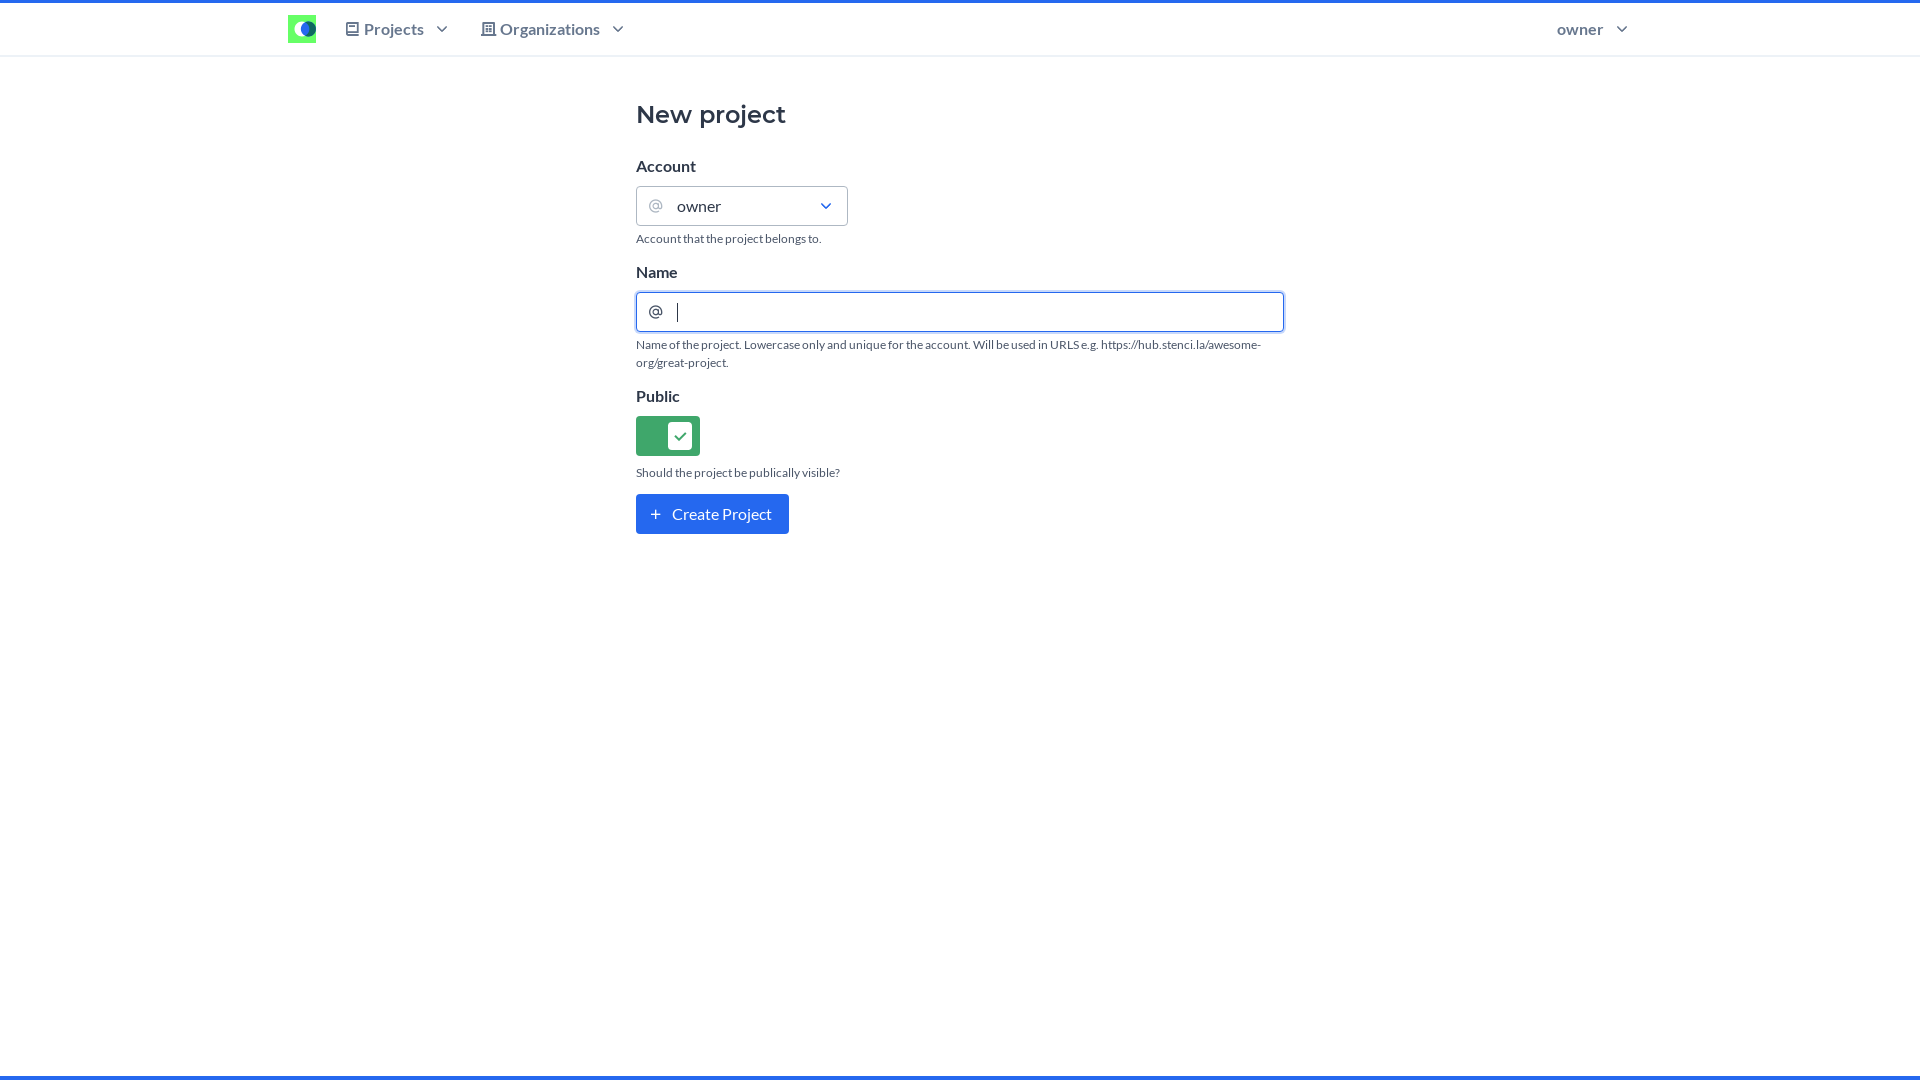 Projects
Organizations
owner
New project
Account
@ owner
Account that the project belongs to.
Name
@
Name of the project. Lowercase only and unique for the account. Will be used in URLS e.g. https://hub.stenci.la/awesome-
org/great-project.
Public
Should the project be publically visible?
+ Create Project